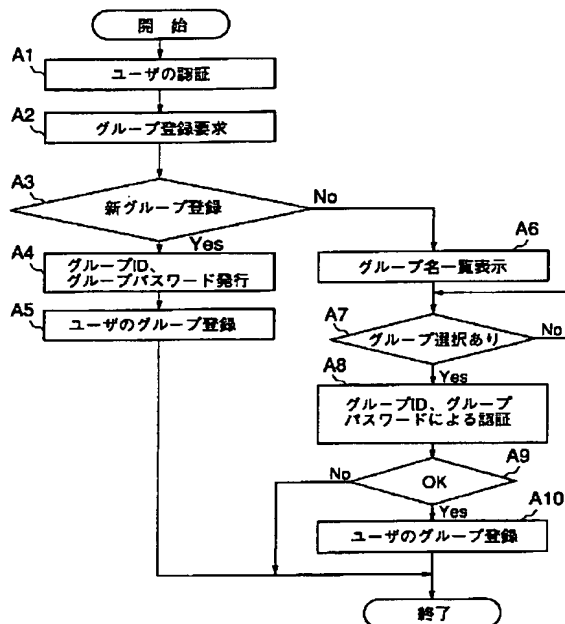 開 始
A1
ユーザの認証
A2
グループ登録要求
A3
新グループ登録
No
Yes
A4
グループID、
グループパスワード発行
A5
ユーザのグループ登録
A6
グループ名一覧表示
A7
グループ選択あり
No
Yes
A8
グループID、グループ
パスワードによる認証
A9
OK
No
Yes
A10
ユーザのグループ登録
終了